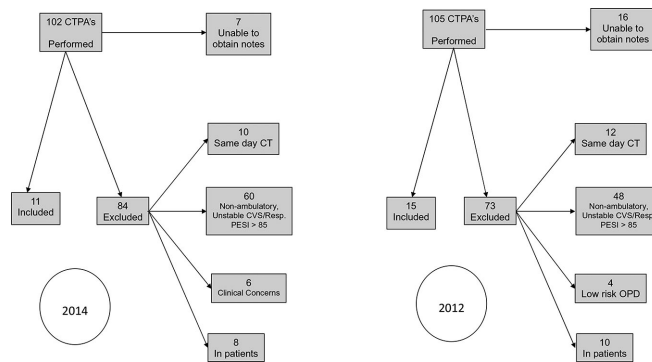 102 CTPA's
Performed
7
Unable to
obtain notes
10
Same day CT
11
Included
84
Excluded
60
Non-ambulatory,
Unstable CVS/Resp.
PESI > 85
6
Clinical Concerns
8
In patients
2014
105 CTPA's
Performed
16
Unable to
obtain notes
12
Same day CT
15
Included
73
Excluded
48
Non-ambulatory,
Unstable CVS/Resp.
PESI > 85
4
Low risk OPD
10
In patients
2012